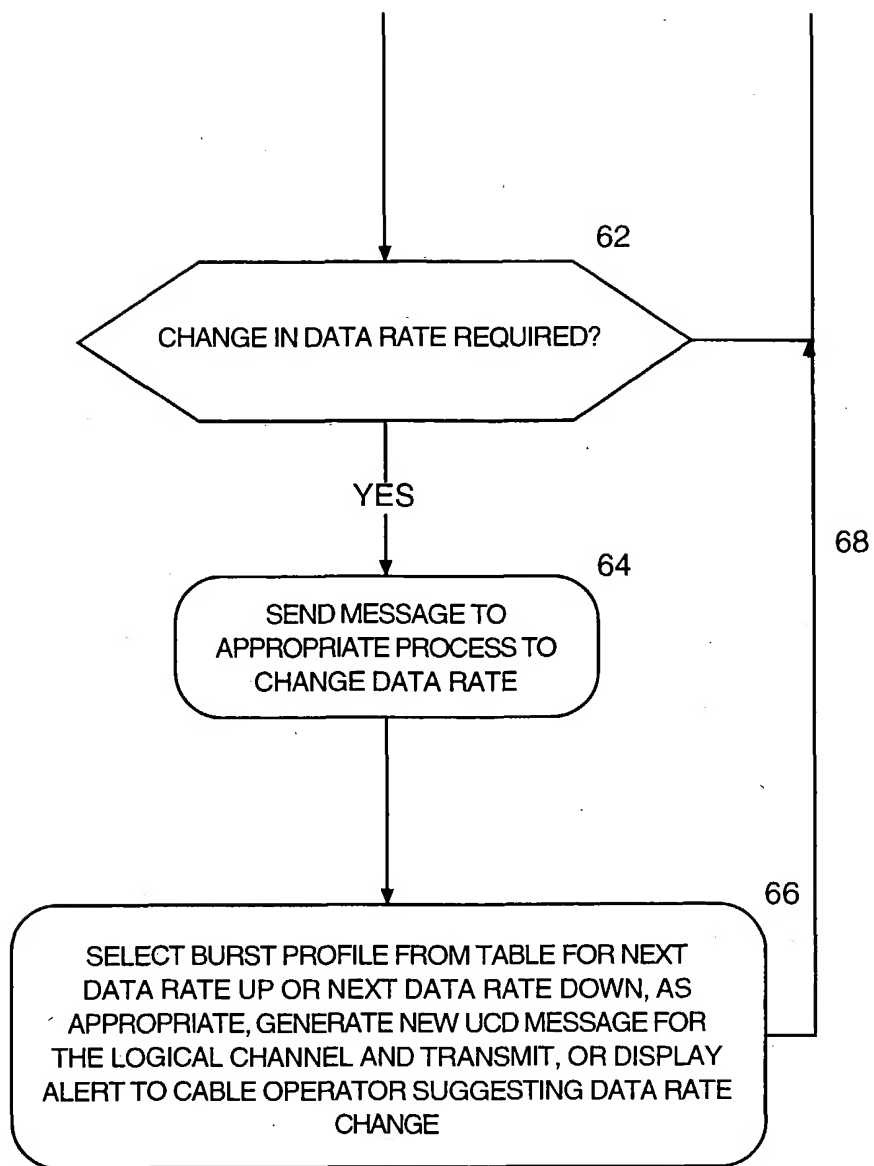 62
CHANGE IN DATA RATE REQUIRED?
YES
64
68
SEND MESSAGE TO
APPROPRIATE PROCESS TO
CHANGE DATA RATE
66
SELECT BURST PROFILE FROM TABLE FOR NEXT
DATA RATE UP OR NEXT DATA RATE DOWN, AS
APPROPRIATE, GENERATE NEW UCD MESSAGE FOR
THE LOGICAL CHANNEL AND TRANSMIT, OR DISPLAY
ALERT TO CABLE OPERATOR SUGGESTING DATA RATE
CHANGE